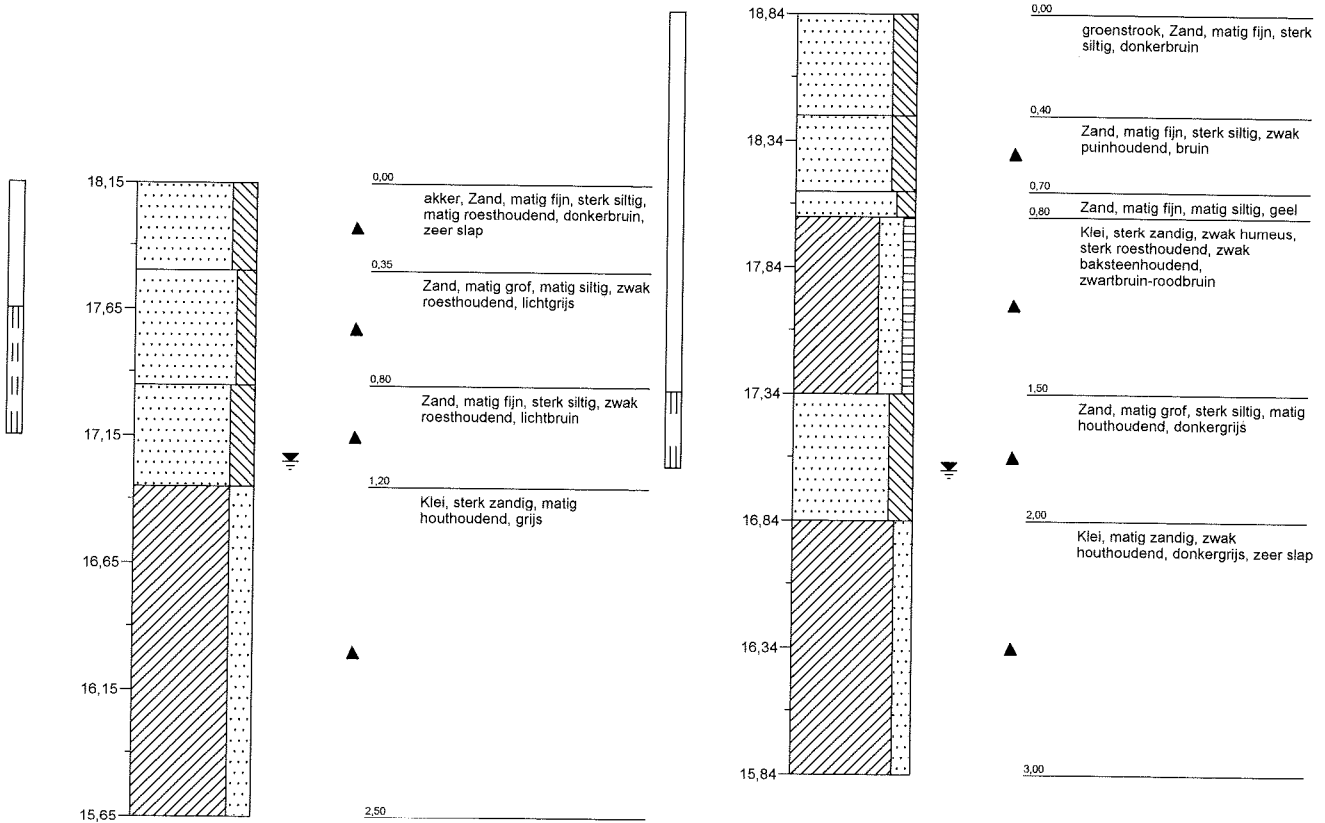 18,15
17,65
17,15
16,65
16,15
15,65
0,00
akker, Zand, matig fijn, sterk siltig,
matig roesthoudend, donkerbruin,
zeer slap
0,35
Zand, matig grof, matig siltig, zwak
roesthoudend, lichtgrijs
0,80
Zand, matig fijn, sterk siltig, zwak
roesthoudend, lichtbruin
1,20
Klei, sterk zandig, matig
houthoudend, grijs
2,50
18,84
18,34
17,84
17,34
16,84
16,34
15,84
0,00
groenstrook, Zand, matig fijn, sterk
siltig, donkerbruin
0,40
Zand, matig fijn, sterk siltig, zwak
puinhoudend, bruin
0,70
Zand, matig fijn, matig siltig, geel
0,80
Klei, sterk zandig, zwak humeus,
sterk roesthoudend, zwak
baksteenhoudend,
zwartbruin-roodbruin
1,50
Zand, matig grof, sterk siltig, matig
houthoudend, donkergrijs
2,00
Klei, matig zandig, zwak
houthoudend, donkergrijs, zeer slap
3,00